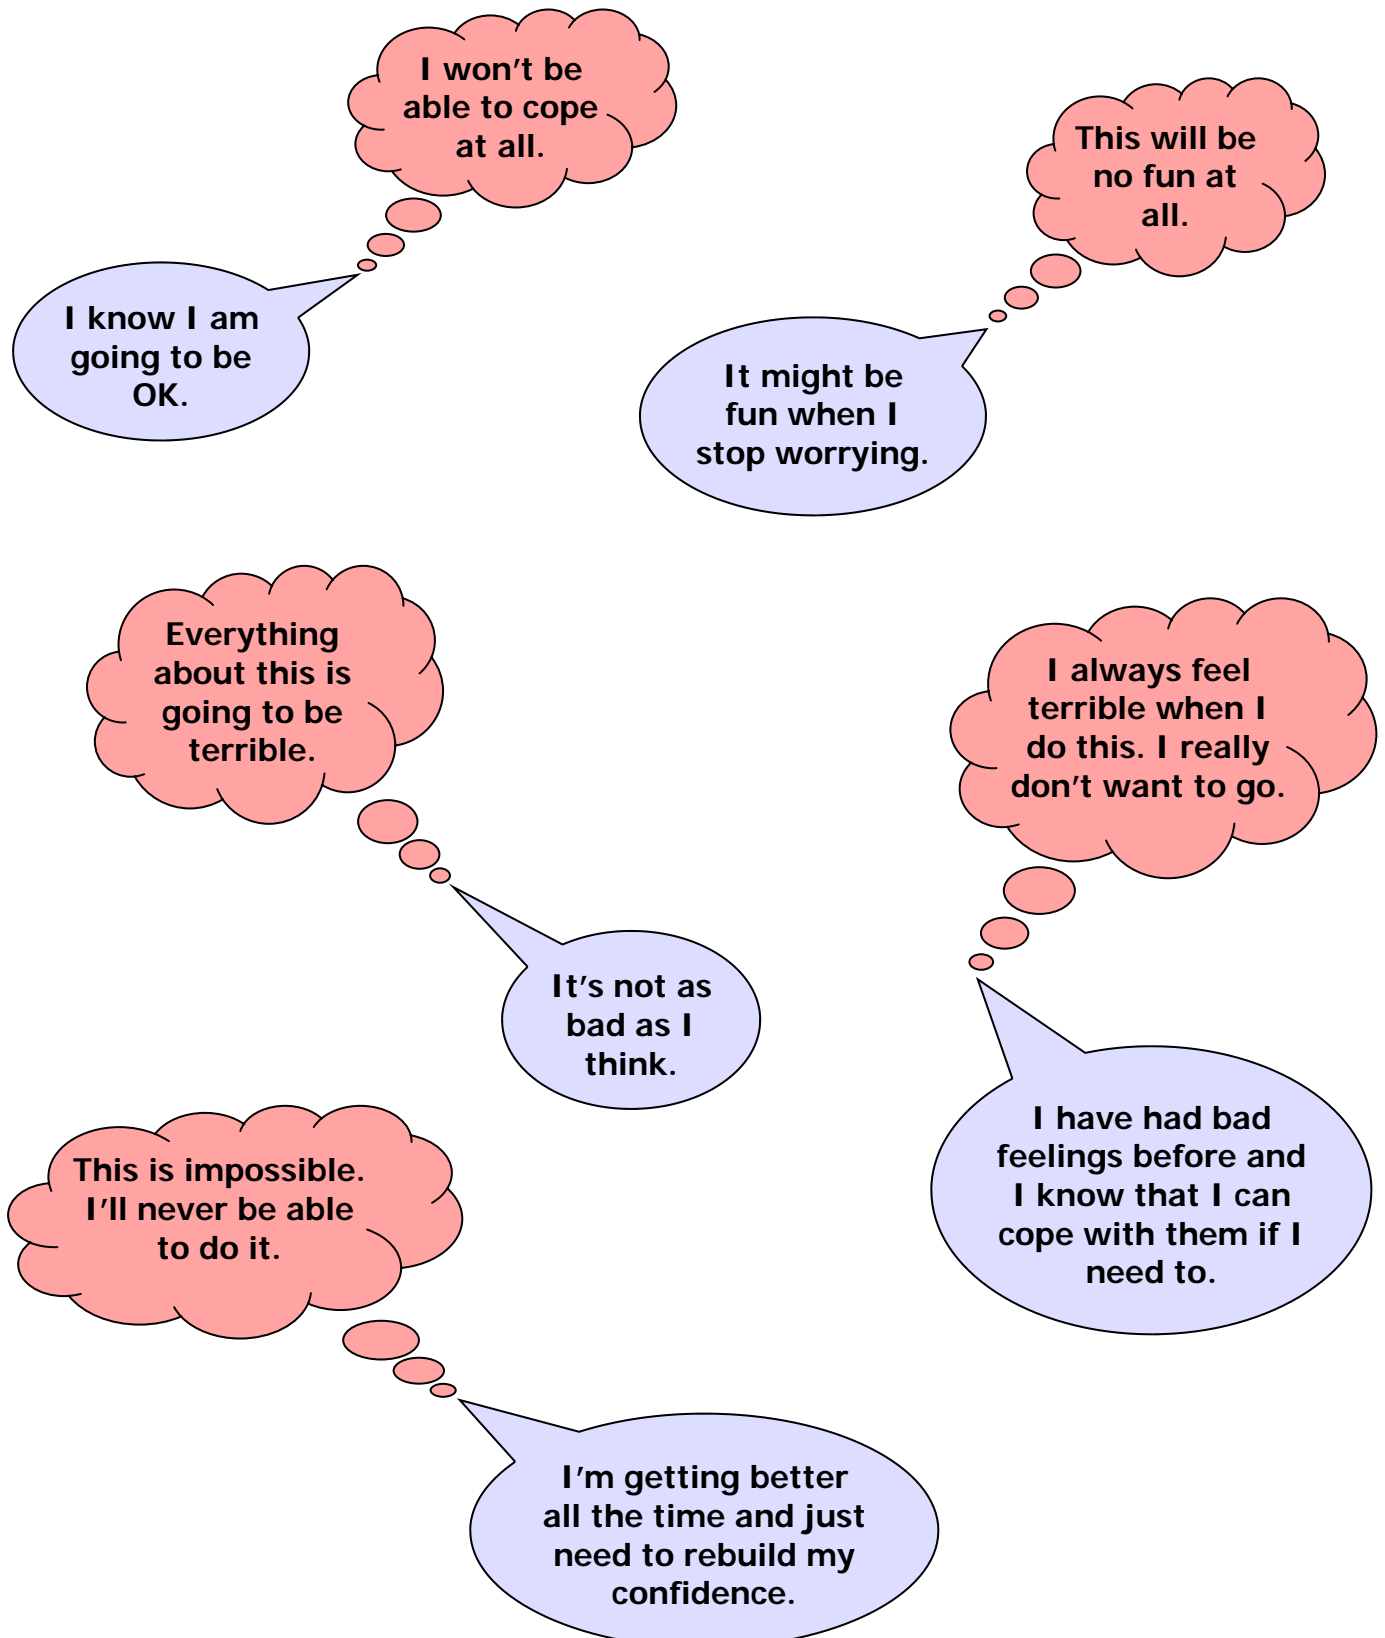 I won't be
able to cope
at all.
This will be
no fun at
all.
I know I am
going to be
OK.
It might be
fun when I
stop worrying.
Everything
about this is
going to be
terrible.
I always feel
terrible when I
do this. I really
don't want to go.
It's not as
bad as I
think.
I have had bad
feelings before and
I know that I can
cope with them if I
need to.
This is impossible.
I'll never be able
to do it.
I'm getting better
all the time and just
need to rebuild my
confidence.